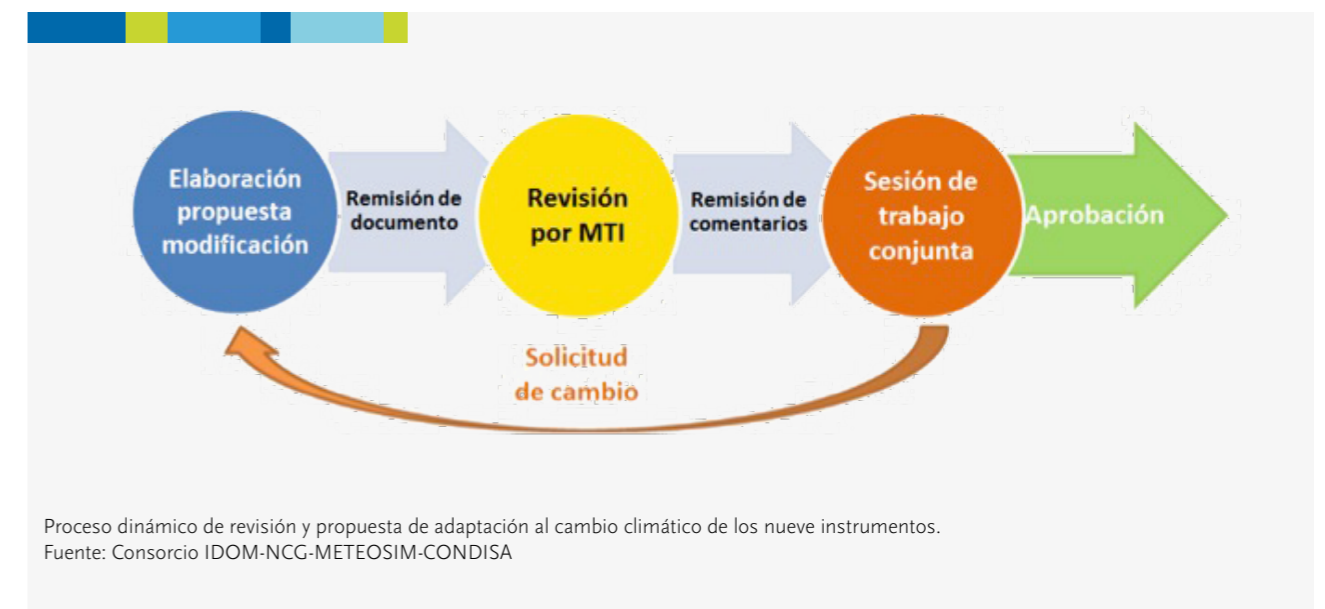 Elaboración
propuesta
modificación
Remisión de
documento
Revisión
por MTI
Remisión de
comentarios
Sesión de
trabajo
conjunta
Aprobación
Solicitud
de cambio
Proceso dinámico de revisión y propuesta de adaptación al cambio climático de los nueve instrumentos.
Fuente: Consorcio IDOM-NCG-METEOSIM-CONDISA